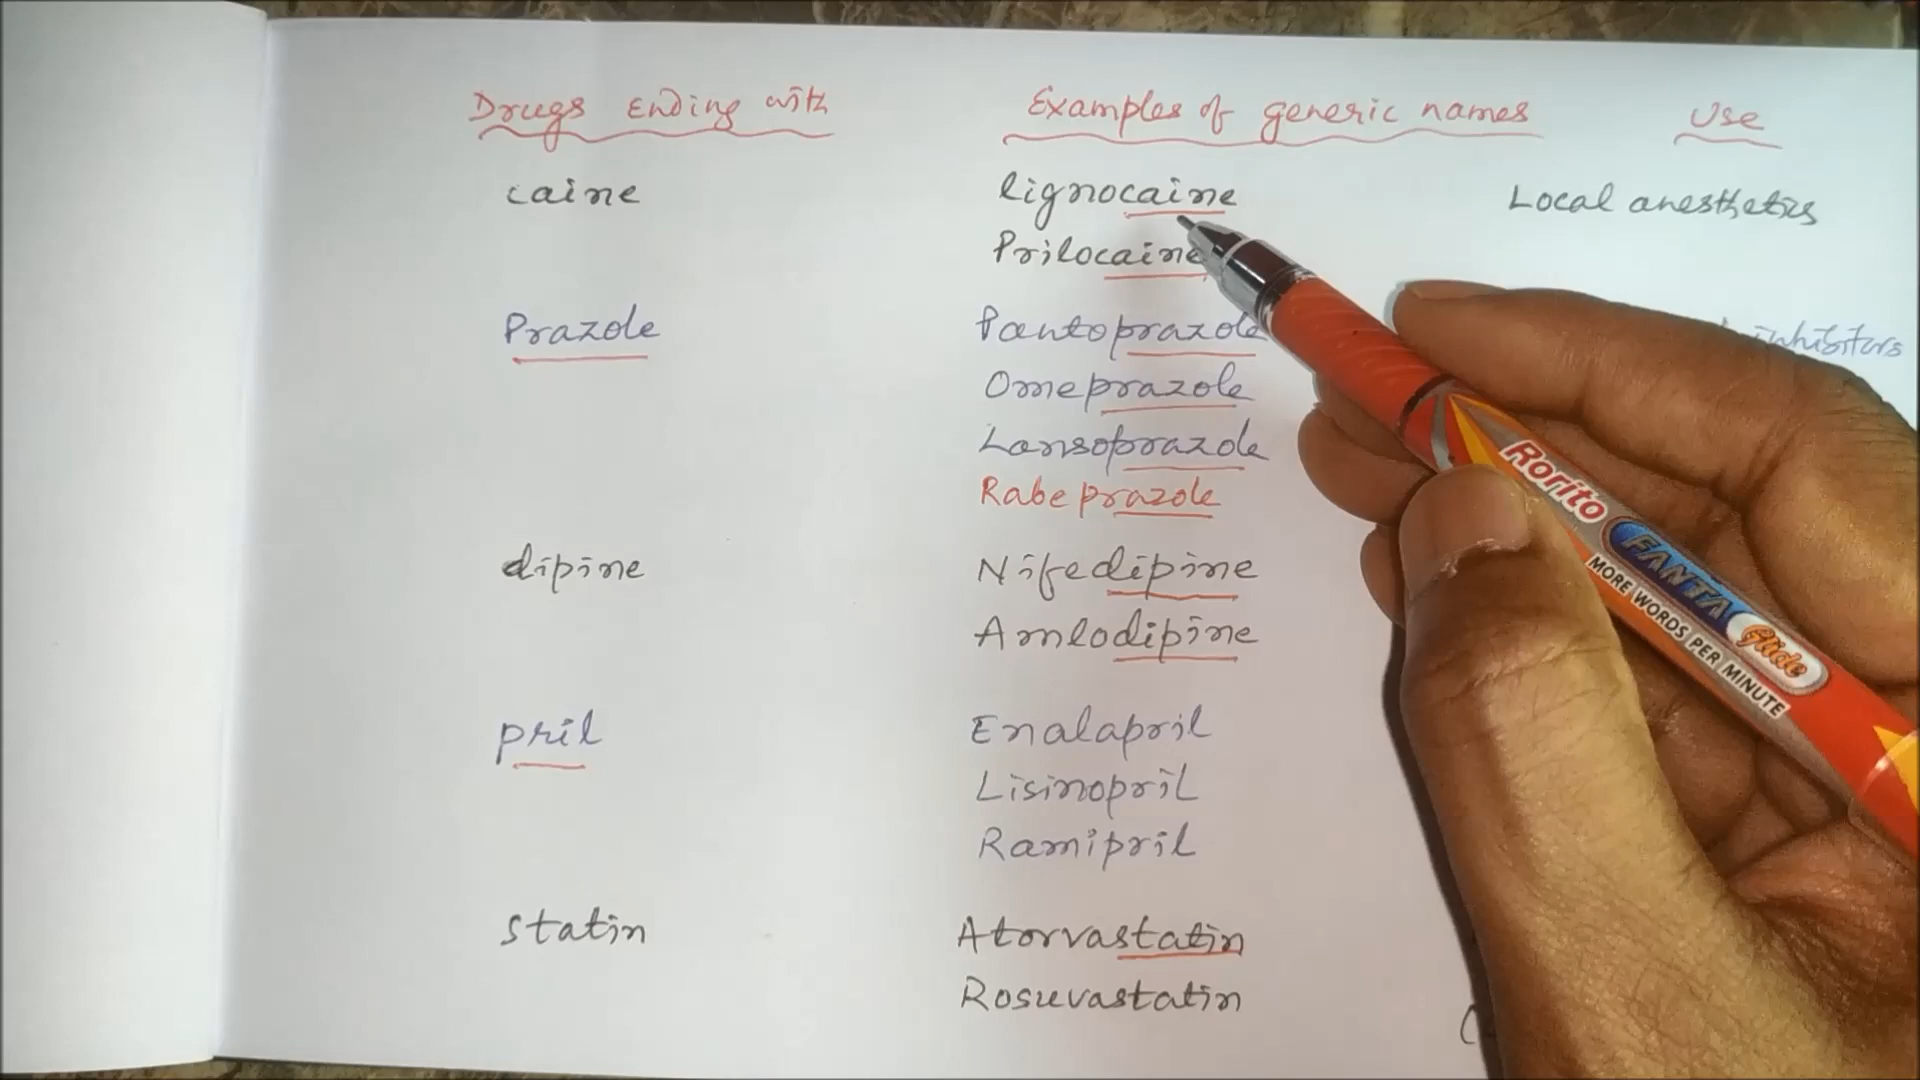 Drugs Ending with Examples of generic names Use
caine lignocaine Local anesthetics
Prilocaine
Prazole Pantoprazole inhibitors
Omeprazole
Lansoprazole
Rabeprazole
dipine Nifedipine
Amlodipine
pril Enalapril
Lisinopril
Ramipril
statin Atorvastatin
Rosuvastatin
Rorito
FANTA Glide
MORE WORDS PER MINUTE